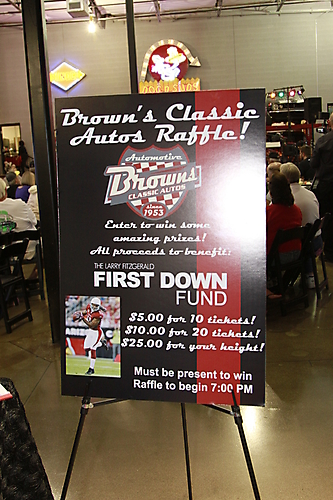 Brown's Classic
Autos Raffle!
Automotive
Browns
CLASSIC AUTOS
since
1953
Enter to win some
amazing prizes!
All proceeds to benefit:
THE LARRY FITZGERALD
FIRST DOWN
FUND
$5.00 for 10 tickets!
$10.00 for 20 tickets!
$25.00 for your height!
Must be present to win
Raffle to begin 7:00 PM